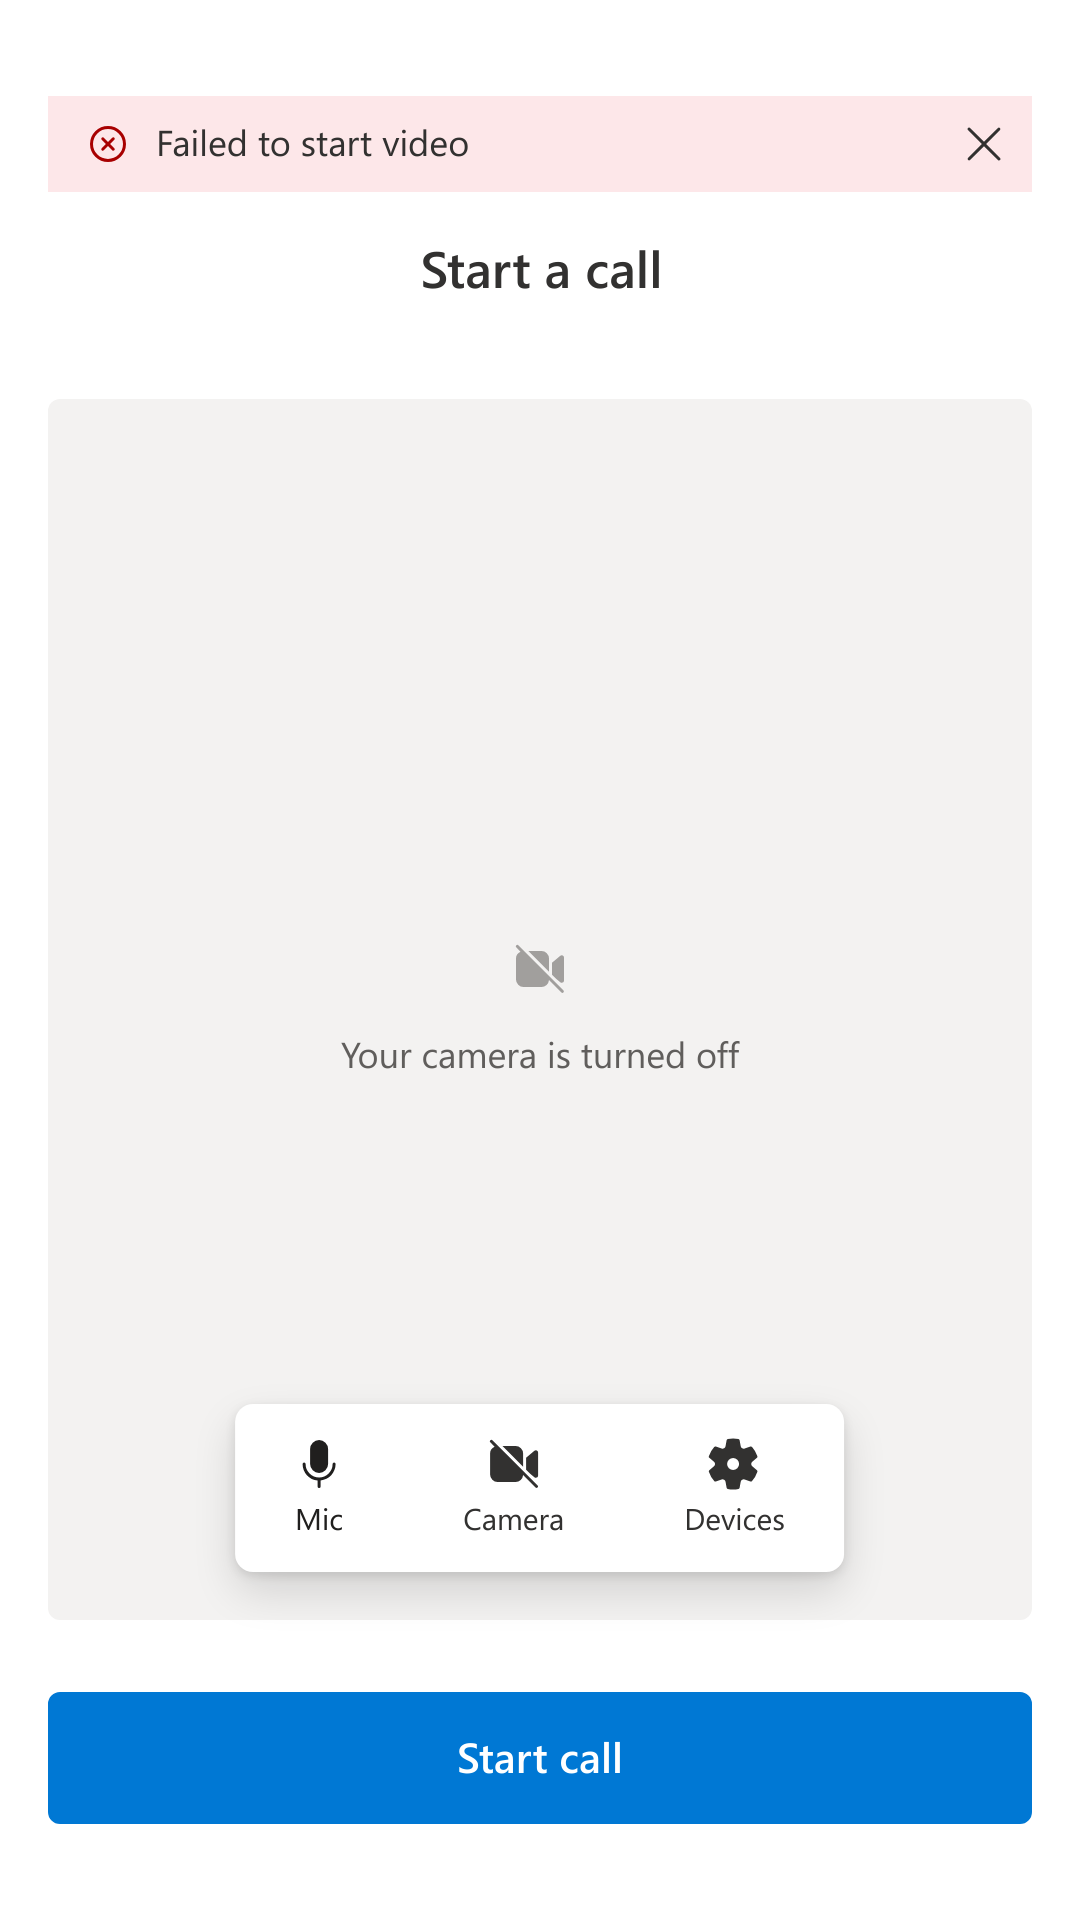 Failed to start video
Start a call
Your camera is turned off
Mic
Camera
Devices
Start call